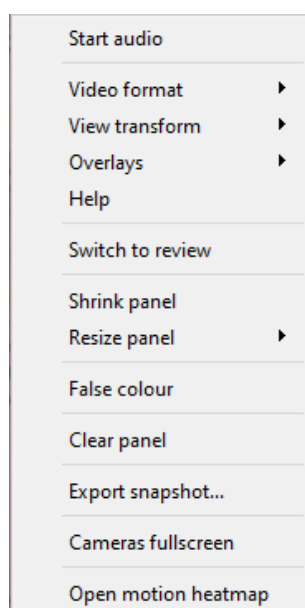 Start audio
Video format
View transform
Overlays
Help
Switch to review
Shrink panel
Resize panel
False colour
Clear panel
Export snapshot...
Cameras fullscreen
Open motion heatmap